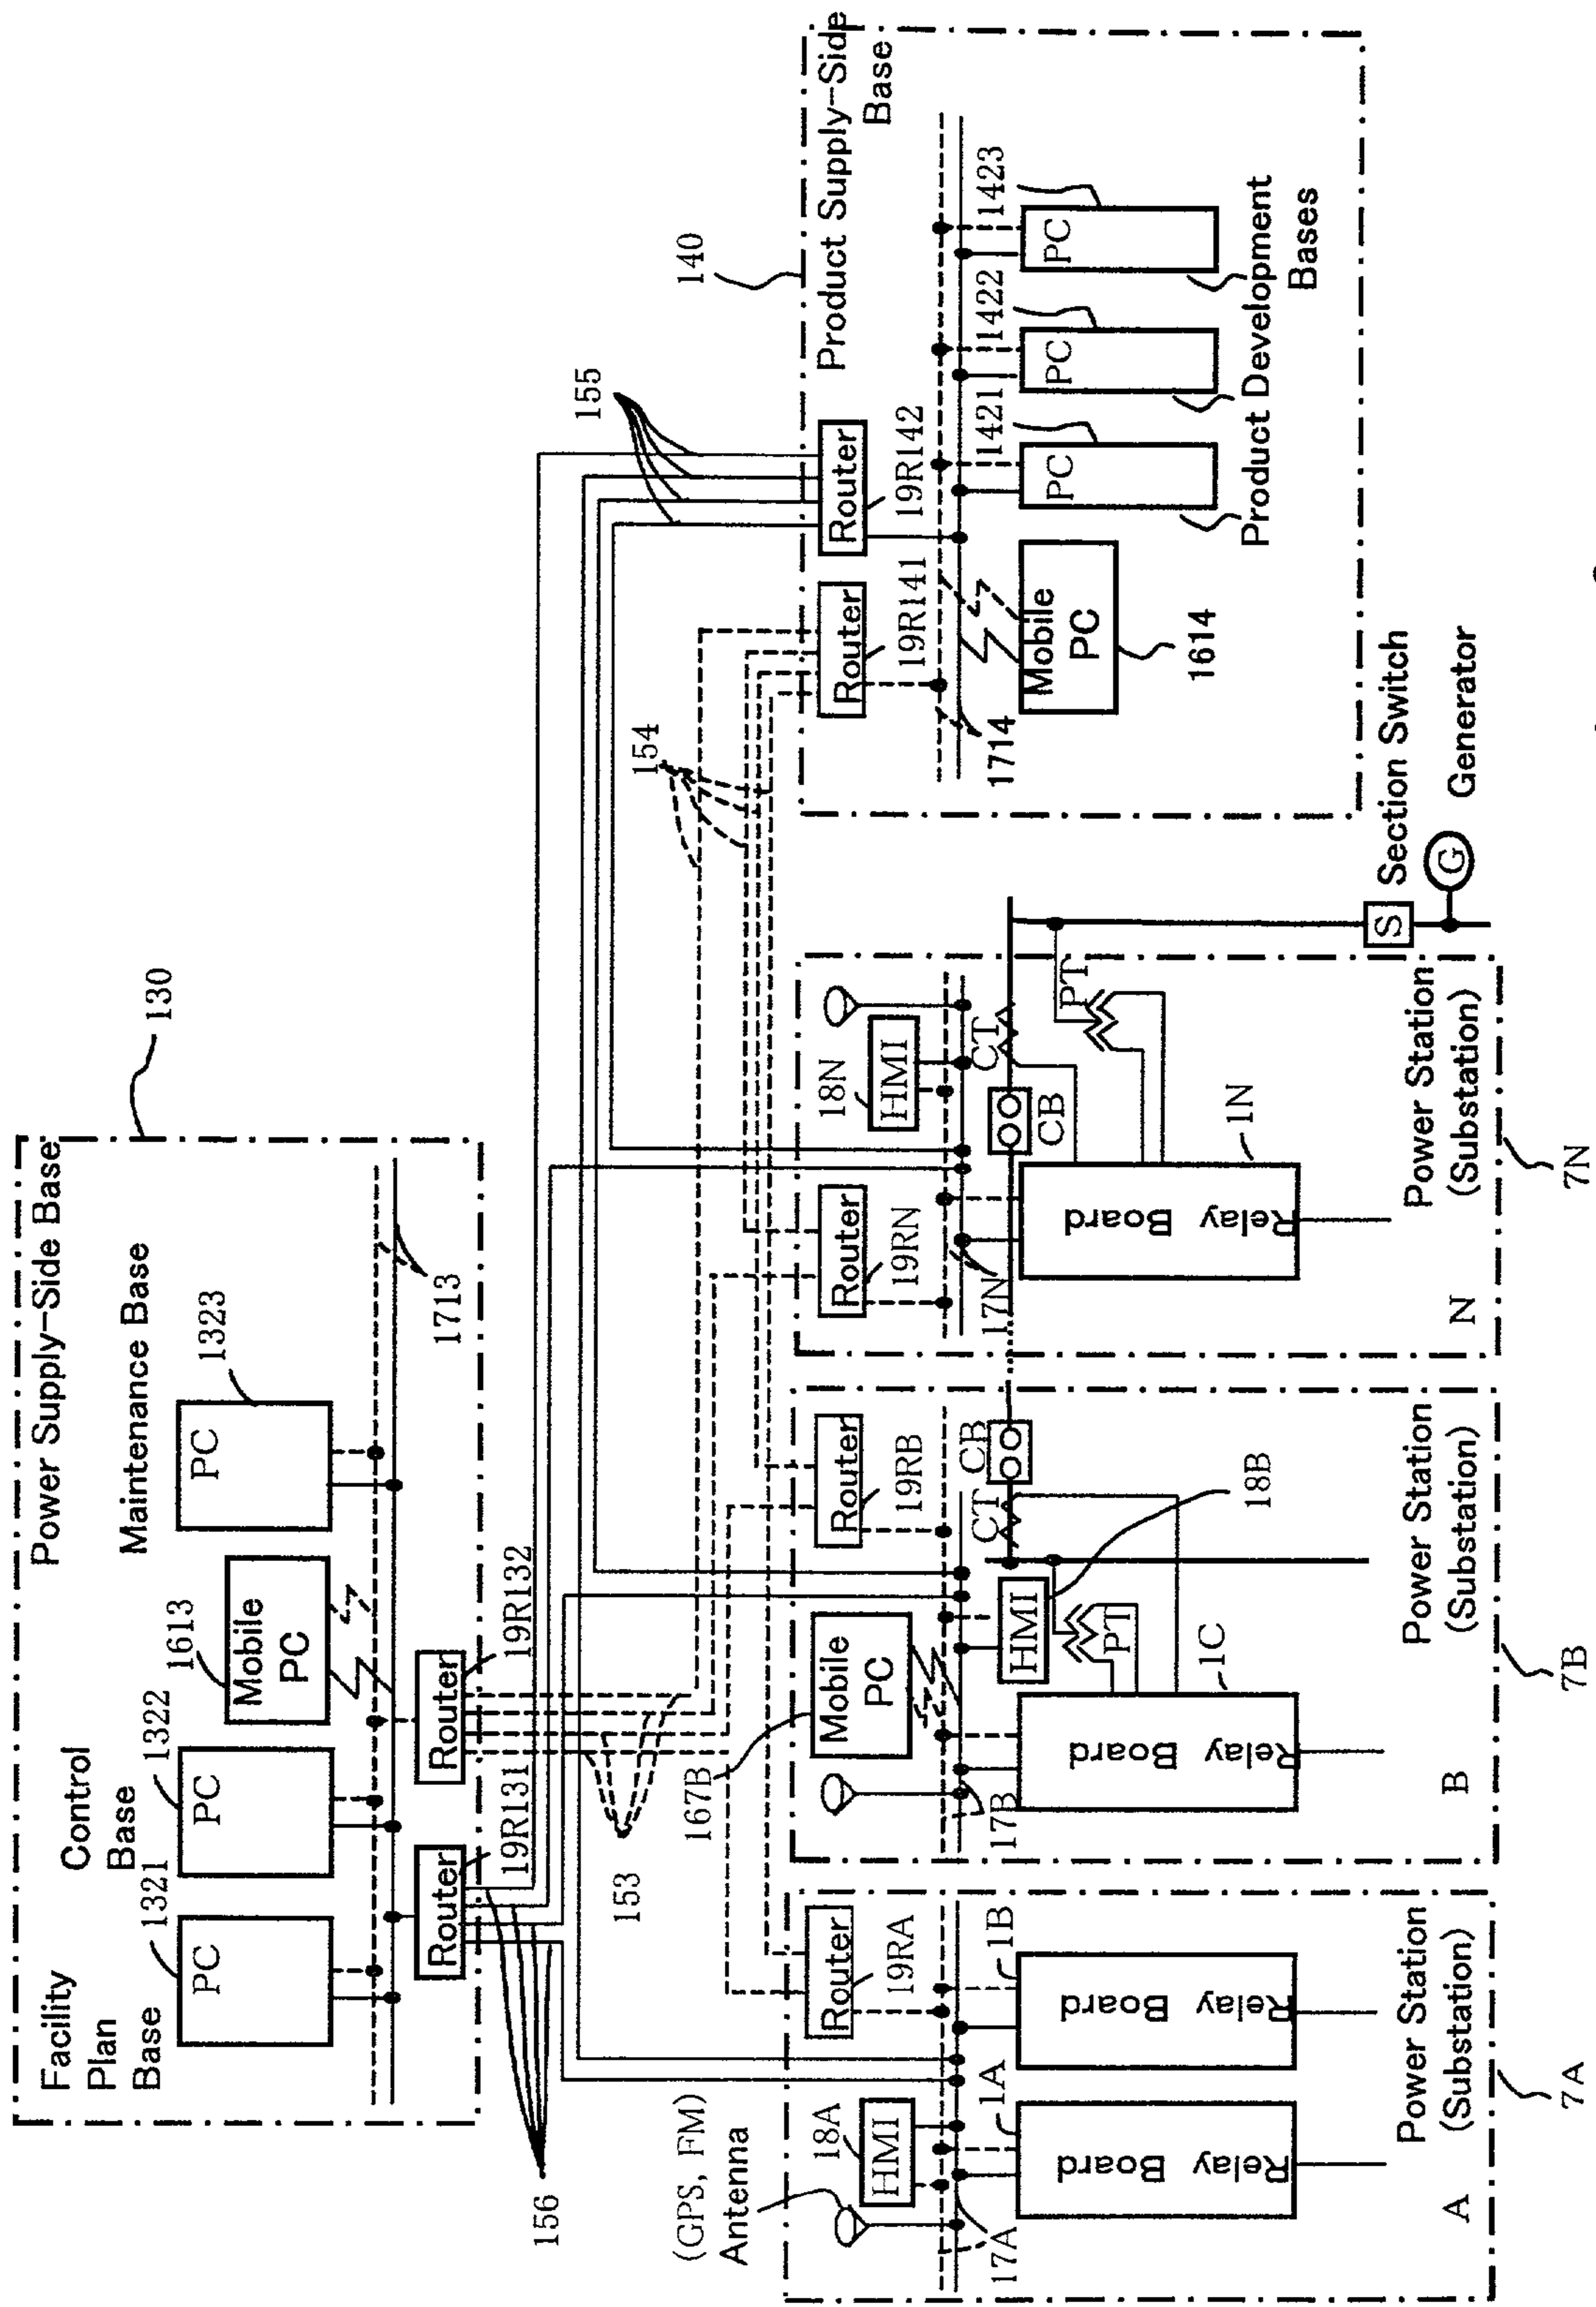 Power Supply-Side Base
130
Facility
Plan
Base
1321
PC
Control
Base
1322
PC
1613
Mobile
PC
Maintenance Base
1323
PC
1713
Router
19R131
Router
19R132
156
153
154
155
140
Product Supply-Side
Base
Router
19R141
Router
19R142
1714
Mobile
PC
1614
1421
PC
1422
PC
1423
PC
Product Development
Bases
(GPS, FM)
Antenna
18A
HMI
Router
19RA
17A
1A
Relay
Board
1B
Relay
Board
A
Power Station
(Substation)
7A
167B
Mobile
PC
Router
19RB
17B
HMI
18B
CT
CB
PT
1C
Relay
Board
B
Power Station
(Substation)
7B
Router
19RN
18N
HMI
17N
CB
CT
PT
1N
Relay
Board
N
Power Station
(Substation)
7N
S
Section Switch
G
Generator